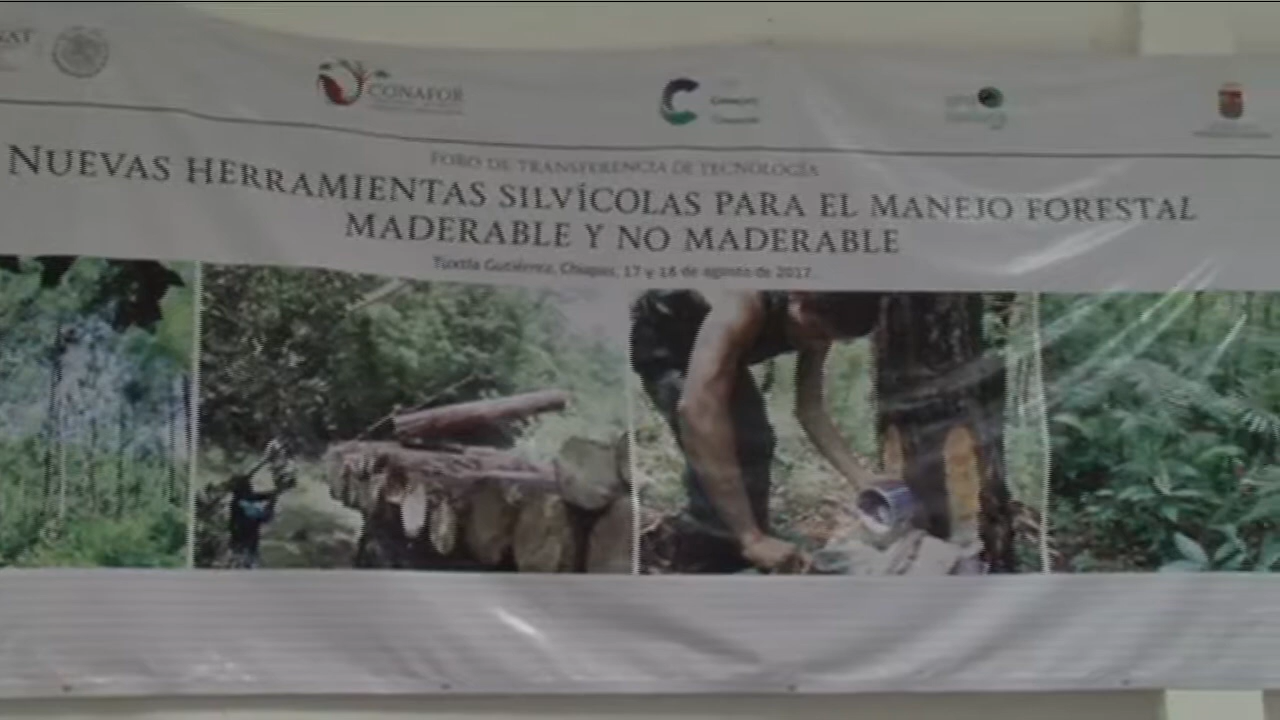 CONAFOR
FORO DE TRANSFERENCIA DE TECNOLOGÍA
NUEVAS HERRAMIENTAS SILVÍCOLAS PARA EL MANEJO FORESTAL
MADERABLE Y NO MADERABLE
Tuxtla Gutiérrez, Chiapas, 17 y 18 de agosto de 2017.